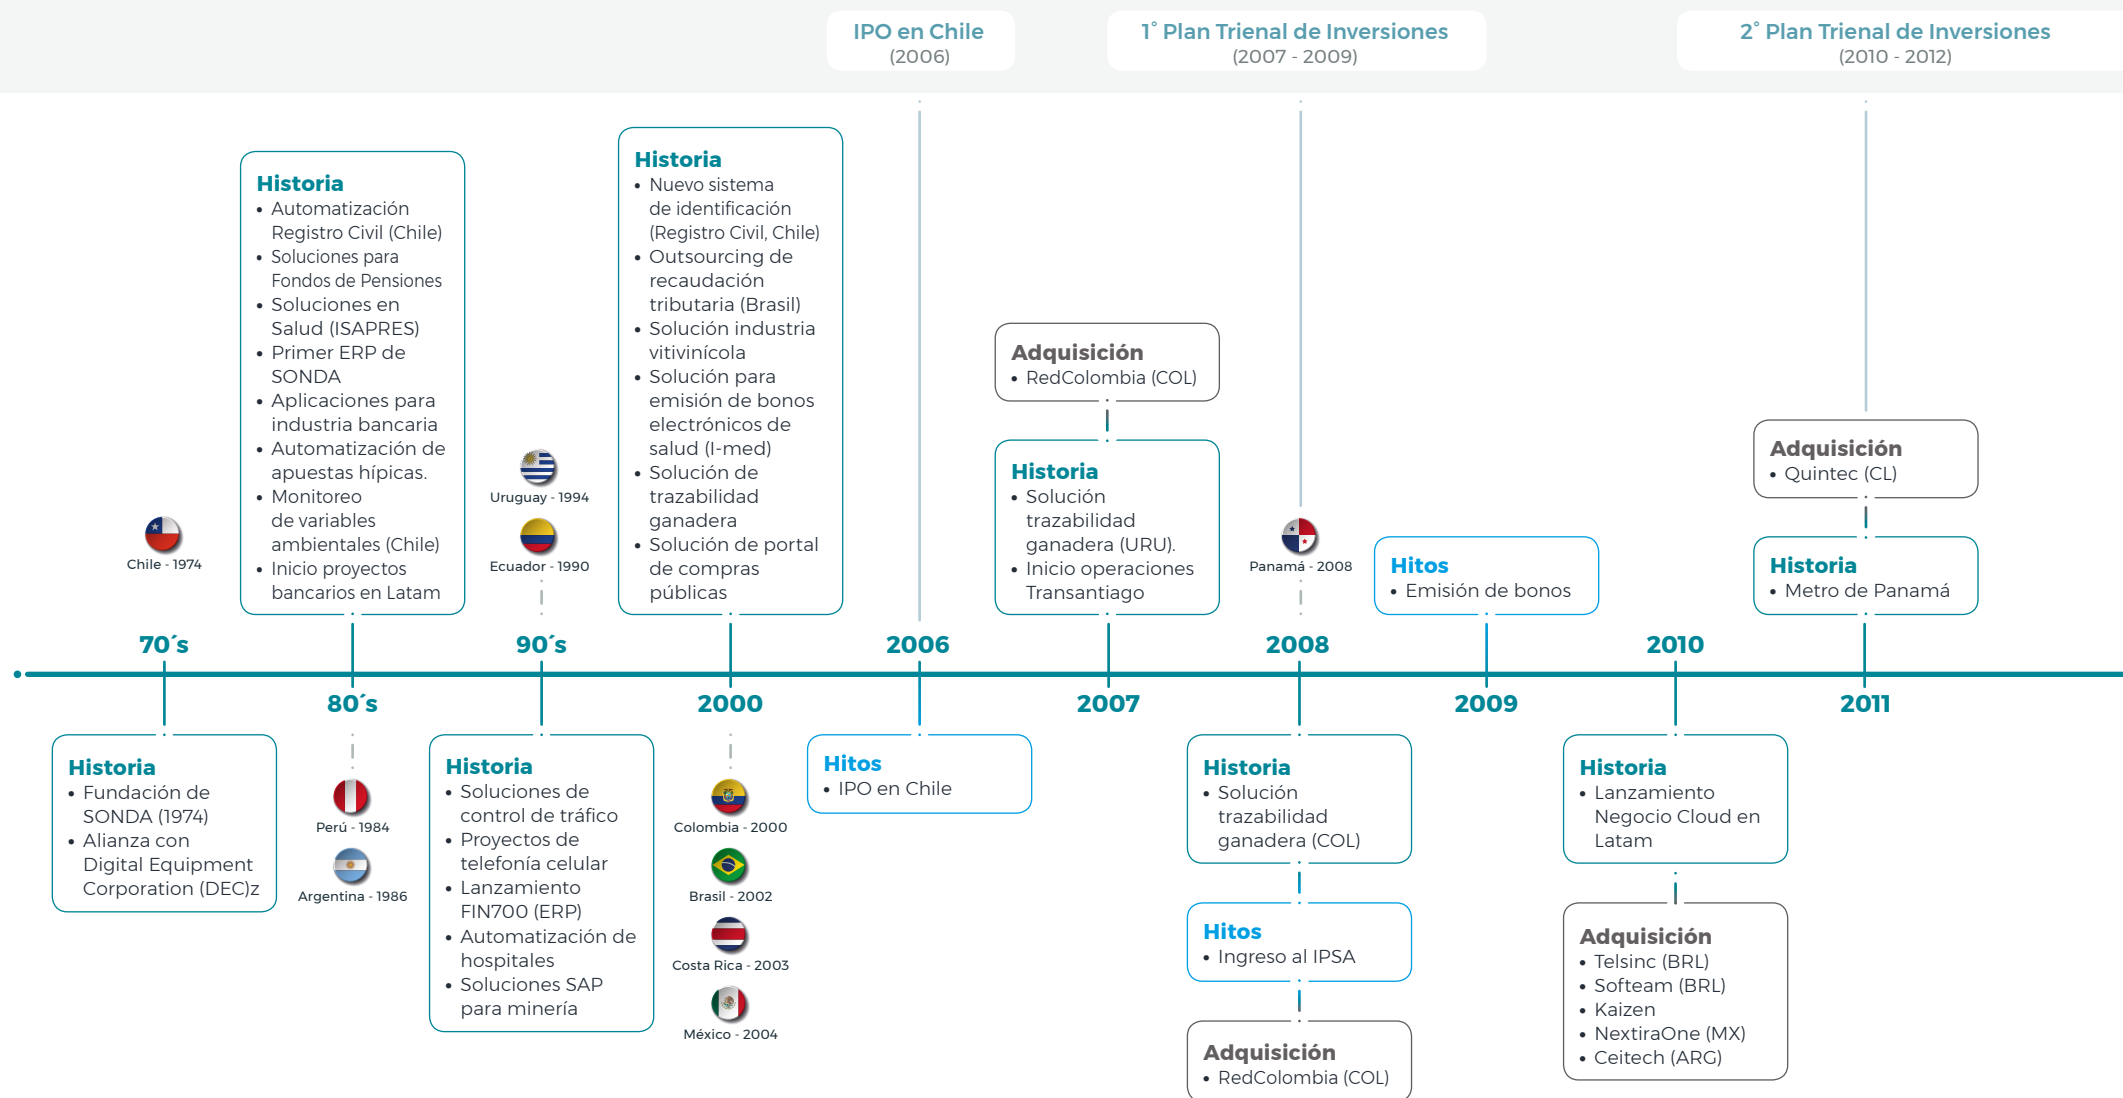 IPO en Chile
(2006)
1° Plan Trienal de Inversiones
(2007 - 2009)
2° Plan Trienal de Inversiones
(2010 - 2012)
Chile - 1974
70´s
Historia
• Fundación de
SONDA (1974)
• Alianza con
Digital Equipment
Corporation (DEC)z
Historia
• Automatización
Registro Civil (Chile)
• Soluciones para
Fondos de Pensiones
• Soluciones en
Salud (ISAPRES)
• Primer ERP de
SONDA
• Aplicaciones para
industria bancaria
• Automatización de
apuestas hípicas.
• Monitoreo
de variables
ambientales (Chile)
• Inicio proyectos
bancarios en Latam
80´s
Perú - 1984
Argentina - 1986
Uruguay - 1994
Ecuador - 1990
90´s
Historia
• Soluciones de
control de tráfico
• Proyectos de
telefonía celular
• Lanzamiento
FIN700 (ERP)
• Automatización de
hospitales
• Soluciones SAP
para minería
Historia
• Nuevo sistema
de identificación
(Registro Civil, Chile)
• Outsourcing de
recaudación
tributaria (Brasil)
• Solución industria
vitivinícola
• Solución para
emisión de bonos
electrónicos de
salud (I-med)
• Solución de
trazabilidad
ganadera
• Solución de portal
de compras
públicas
2000
Colombia - 2000
Brasil - 2002
Costa Rica - 2003
México - 2004
2006
Hitos
• IPO en Chile
Adquisición
• RedColombia (COL)
Historia
• Solución
trazabilidad
ganadera (URU).
• Inicio operaciones
Transantiago
2007
Panamá - 2008
2008
Historia
• Solución
trazabilidad
ganadera (COL)
Hitos
• Ingreso al IPSA
Adquisición
• RedColombia (COL)
Hitos
• Emisión de bonos
2009
2010
Historia
• Lanzamiento
Negocio Cloud en
Latam
Adquisición
• Telsinc (BRL)
• Softeam (BRL)
• Kaizen
• NextiraOne (MX)
• Ceitech (ARG)
Adquisición
• Quintec (CL)
Historia
• Metro de Panamá
2011